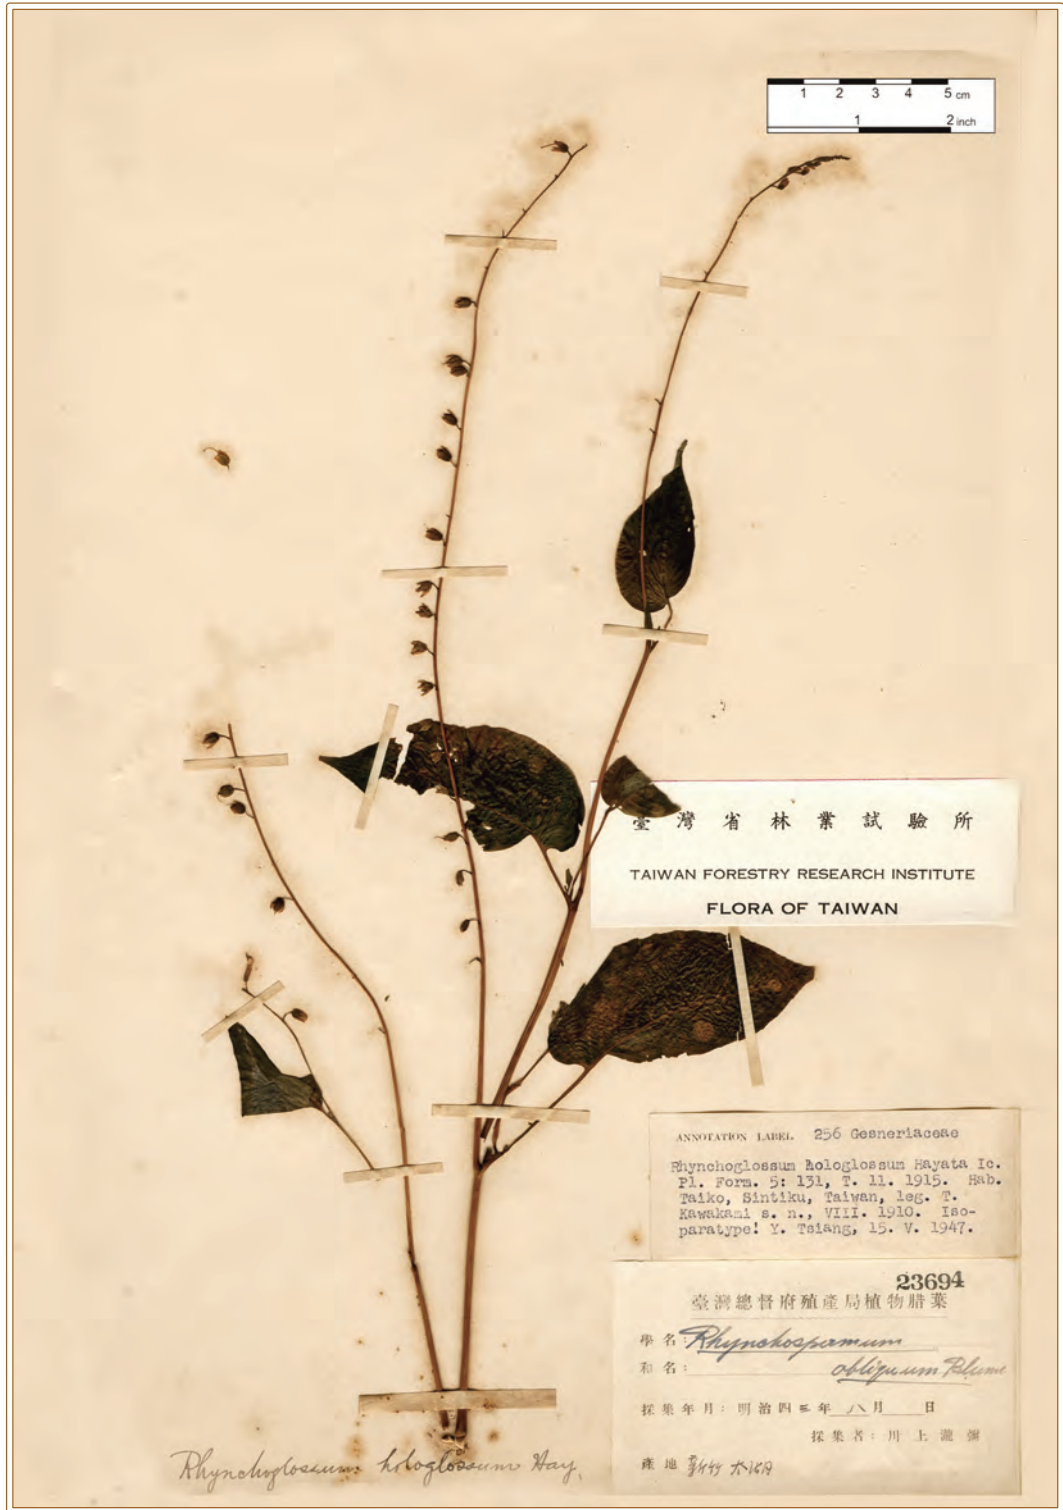 1 2 3 4 5 cm
1 2 inch
臺灣省林業試驗所
TAIWAN FORESTRY RESEARCH INSTITUTE
FLORA OF TAIWAN
ANNOTATION LABEL 256 Gesneriaceae
Rhynchoglossum hologlossum Hayata Ic.
Pl. Form. 5: 131, T. 11. 1915. Hab.
Taiko, Sintiku, Taiwan, leg. T.
Kawakami s. n., VIII. 1910. Iso-
paratype! Y. Tsiang, 15. V. 1947.
23694
臺灣總督府殖產局植物腊葉
學名: Rhynchospermum
和名: obliquum Blume
採集年月: 明治四三年 八月 日
採集者: 川上瀧彌
產地 新竹
Rhynchoglossum hologlossum Hay.